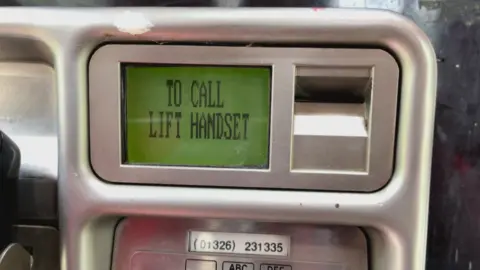 TO CALL
LIFT HANDSET
(01326) 231335
ABC DEF